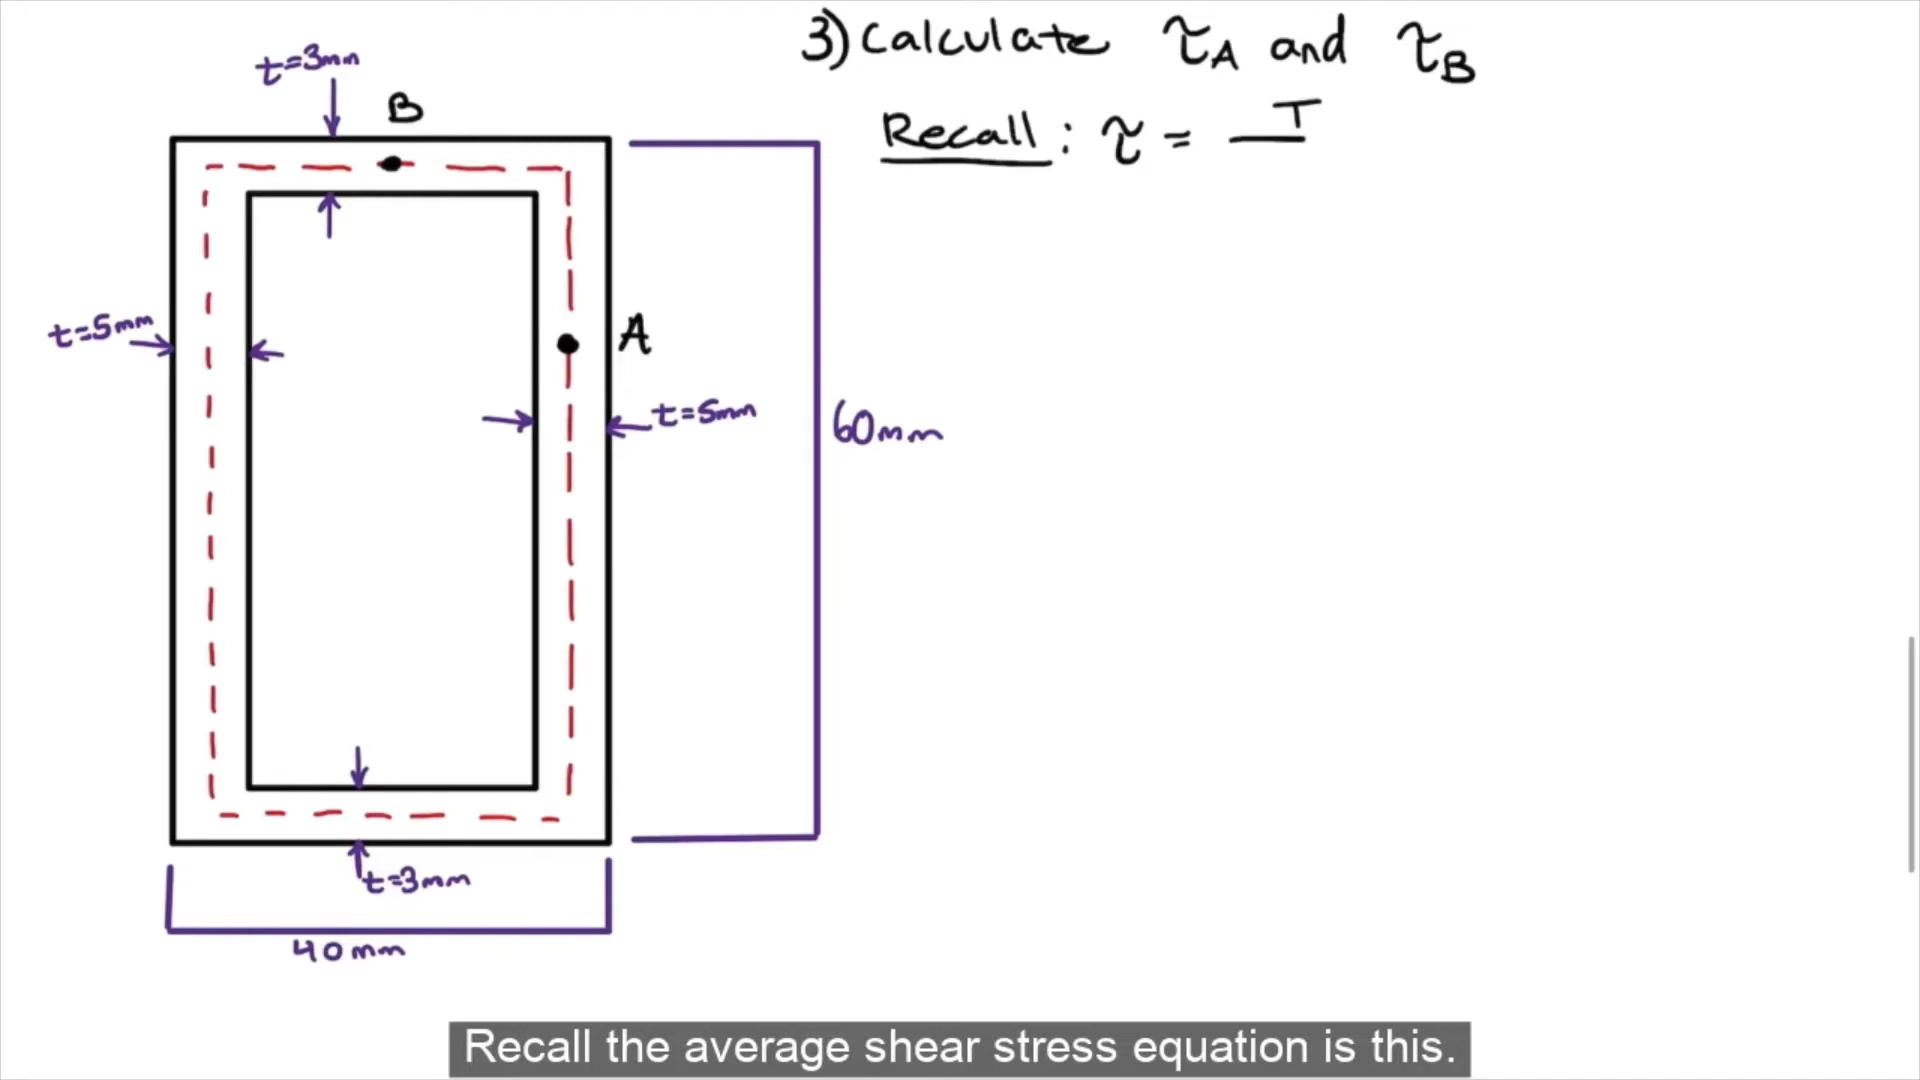 3) Calculate τA and τB
Recall: τ = T
t=3mm
B
t=5mm
A
t=5mm
60mm
t=3mm
40mm
Recall the average shear stress equation is this.